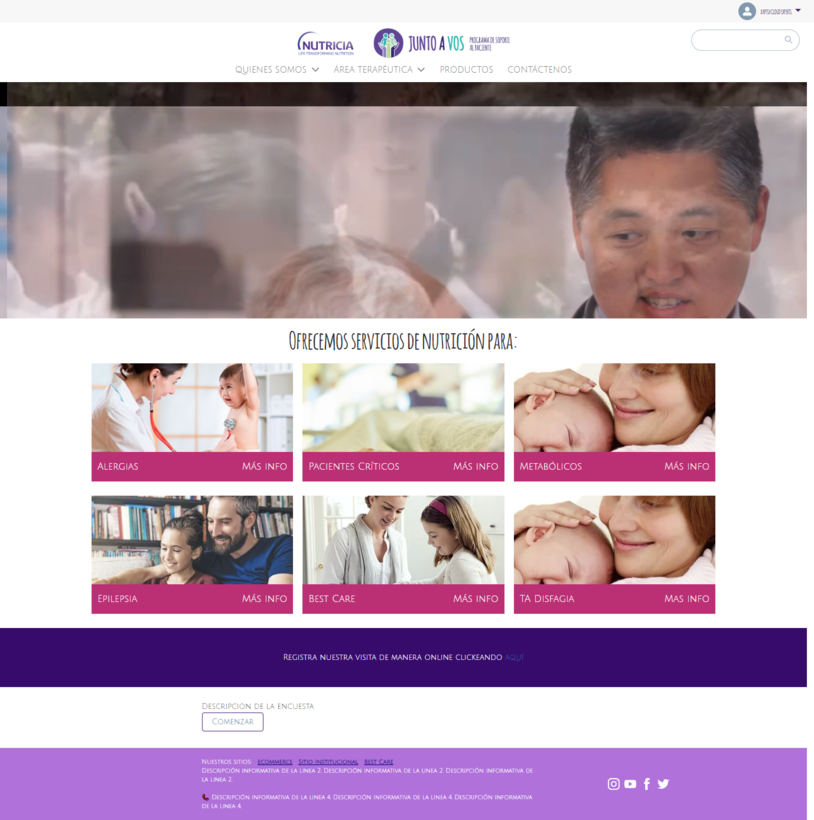 NUTRICIA
LIFE-TRANSFORMING NUTRITION
JUNTO A VOS
PROGRAMA DE SOPORTE
AL PACIENTE
QUIENES SOMOS
ÁREA TERAPÉUTICA
PRODUCTOS
CONTÁCTENOS
Ofrecemos servicios de nutrición para:
Alergias MÁS INFO
Pacientes Críticos MÁS INFO
Metabólicos MÁS INFO
Epilepsia MÁS INFO
Best Care MÁS INFO
TA Disfagia MAS INFO
Registra nuestra visita de manera online clickeando aquí
Descripcion de la encuesta
Comenzar
Nuestros sitios: ecommerce Sitio Institucional Best Care
Descripción informativa de la linea 2. Descripción informativa de la linea 2. Descripción informativa de
la linea 2.
Descripción informativa de la linea 4. Descripción informativa de la linea 4. Descripción informativa
de la linea 4.